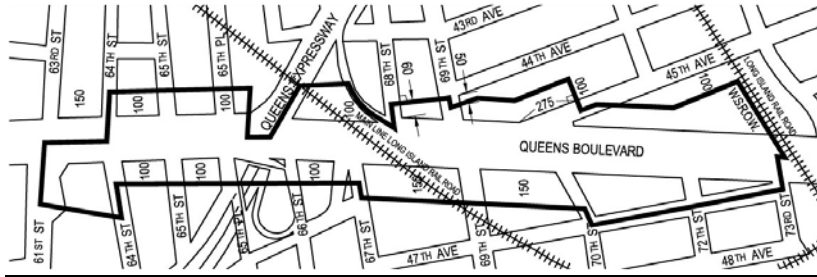 63RD ST
64TH ST
65TH ST
65TH PL
QUEENS EXPRESSWAY
68TH ST
69TH ST
43RD AVE
44TH AVE
45TH AVE
LONG ISLAND RAIL ROAD
WSROW.
150
100
100
100
60
50
275
100
100
MAIN LINE LONG ISLAND RAIL ROAD
QUEENS BOULEVARD
100
100
100
150
150
61ST ST
64TH ST
65TH ST
65TH PL
66TH ST
67TH ST
47TH AVE
69TH ST
70TH ST
72TH ST
48TH AVE
73RD ST